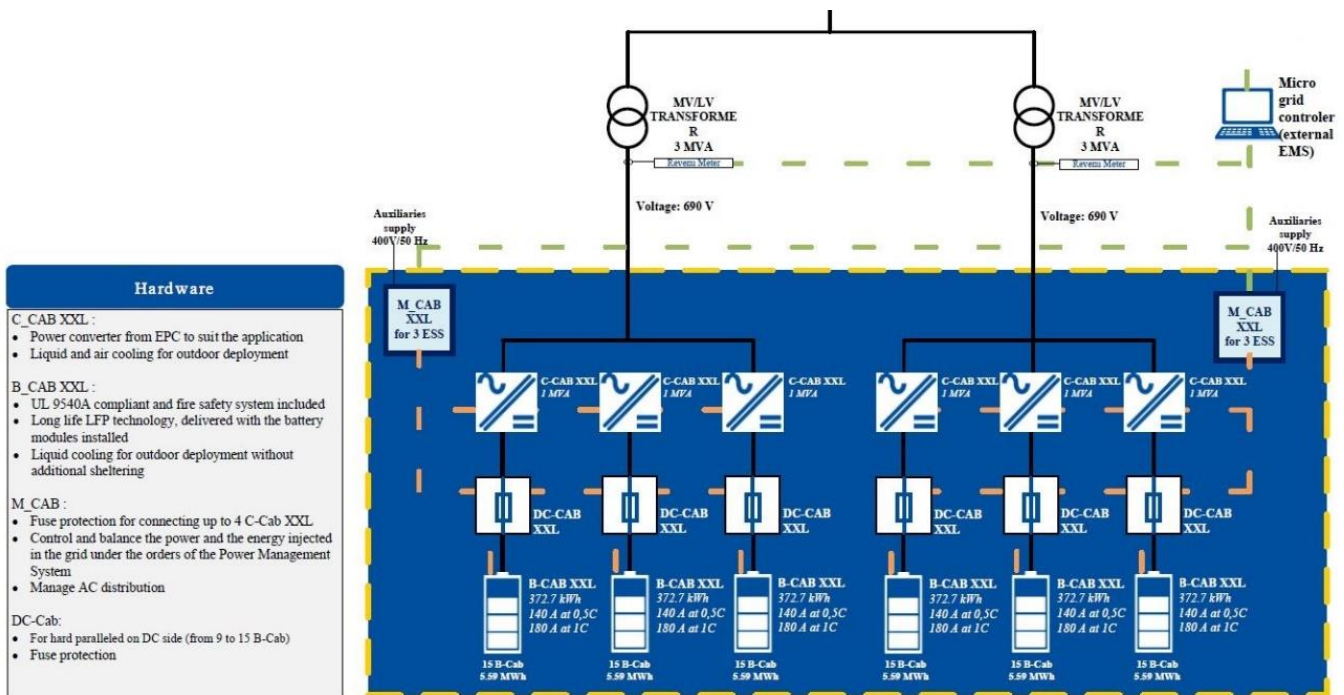 MV/LV
TRANSFORME
R
3 MVA
Reveni Meter
Voltage: 690 V
MV/LV
TRANSFORME
R
3 MVA
Reveni Meter
Voltage: 690 V
Micro
grid
controler
(external
EMS)
Auxiliaries
supply
400V/50 Hz
Auxiliaries
supply
400V/50 Hz
Hardware
C_CAB XXL :
• Power converter from EPC to suit the application
• Liquid and air cooling for outdoor deployment
B_CAB XXL :
• UL 9540A compliant and fire safety system included
• Long life LFP technology, delivered with the battery
modules installed
• Liquid cooling for outdoor deployment without
additional sheltering
M_CAB :
• Fuse protection for connecting up to 4 C-Cab XXL
• Control and balance the power and the energy injected
in the grid under the orders of the Power Management
System
• Manage AC distribution
DC-Cab:
• For hard paralleled on DC side (from 9 to 15 B-Cab)
• Fuse protection
M_CAB
XXL
for 3 ESS
M_CAB
XXL
for 3 ESS
C-CAB XXL
1 MVA
C-CAB XXL
1 MVA
C-CAB XXL
1 MVA
C-CAB XXL
1 MVA
C-CAB XXL
1 MVA
C-CAB XXL
1 MVA
DC-CAB
XXL
DC-CAB
XXL
DC-CAB
XXL
DC-CAB
XXL
DC-CAB
XXL
DC-CAB
XXL
B-CAB XXL
372.7 kWh
140 A at 0,5C
180 A at 1C
15 B-Cab
5.59 MWh
B-CAB XXL
372.7 kWh
140 A at 0,5C
180 A at 1C
15 B-Cab
5.59 MWh
B-CAB XXL
372.7 kWh
140 A at 0,5C
180 A at 1C
15 B-Cab
5.59 MWh
B-CAB XXL
372.7 kWh
140 A at 0,5C
180 A at 1C
15 B-Cab
5.59 MWh
B-CAB XXL
372.7 kWh
140 A at 0,5C
180 A at 1C
15 B-Cab
5.59 MWh
B-CAB XXL
372.7 kWh
140 A at 0,5C
180 A at 1C
15 B-Cab
5.59 MWh